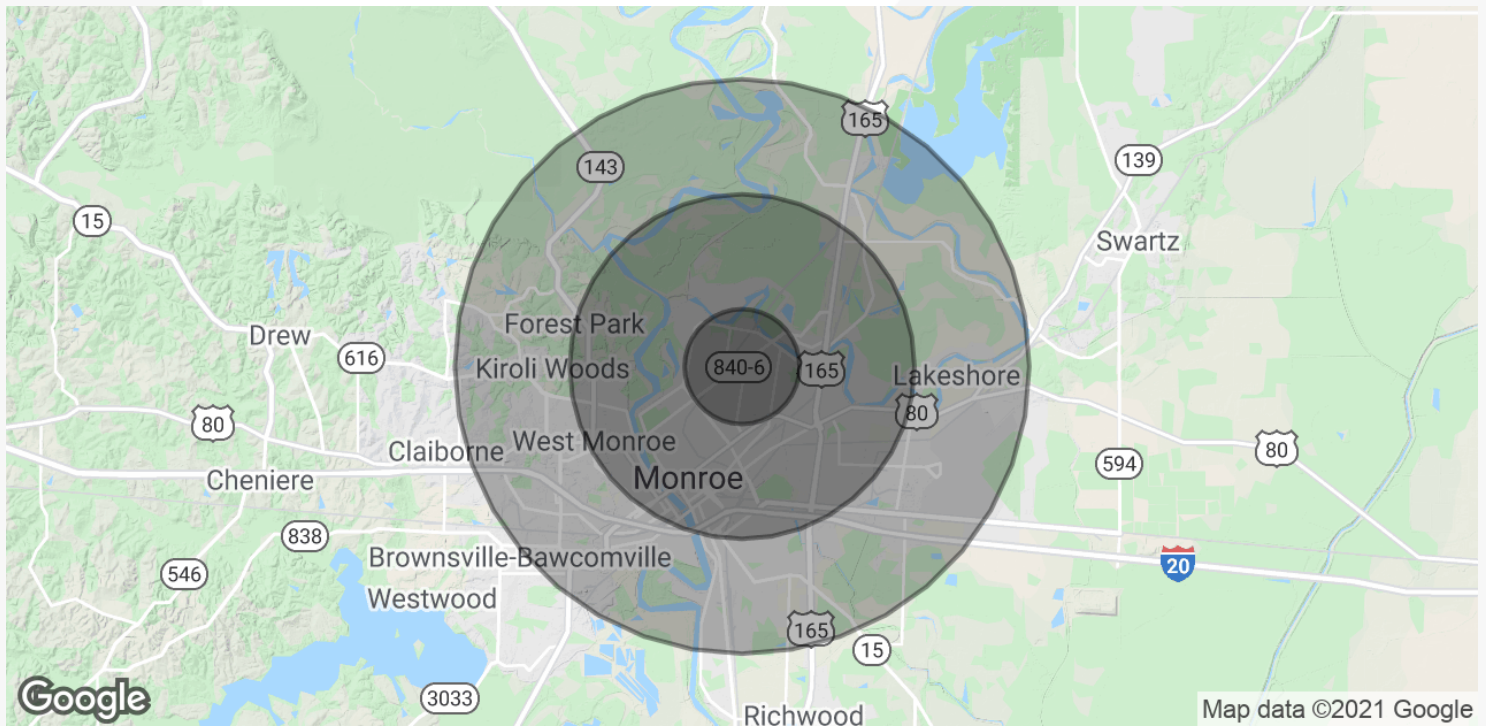 165
143
139
15
Swartz
Forest Park
Drew
616
Kiroli Woods
840-6
165
Lakeshore
80
80
West Monroe
Claiborne
80
Monroe
594
Cheniere
838
Brownsville-Bawcomville
20
546
Westwood
165
15
3033
Google
Richwood
Map data ©2021 Google